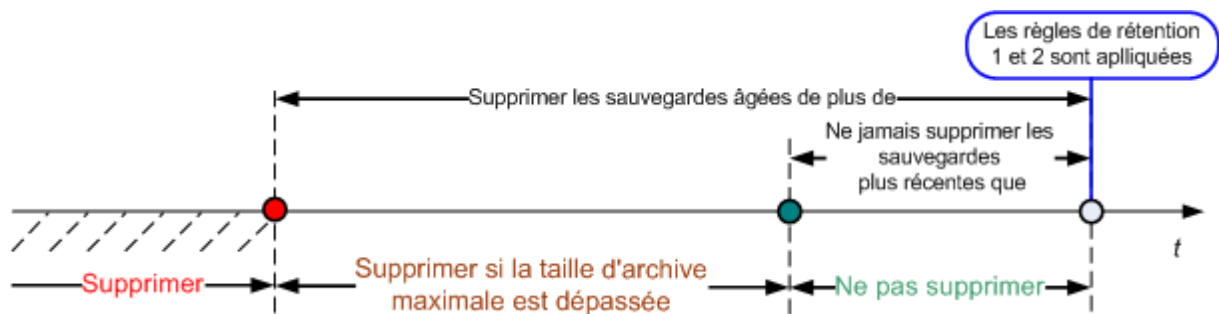 Les règles de rétention
1 et 2 sont aplliquées
Supprimer les sauvegardes âgées de plus de
Ne jamais supprimer les
sauvegardes
plus récentes que
t
Supprimer
Supprimer si la taille d'archive
maximale est dépassée
Ne pas supprimer